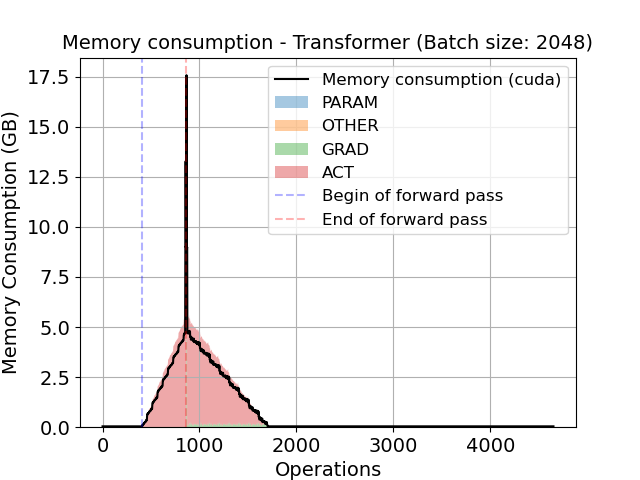 Memory consumption - Transformer (Batch size: 2048)
Memory Consumption (GB)
17.5
15.0
12.5
10.0
7.5
5.0
2.5
0.0
Memory consumption (cuda)
PARAM
OTHER
GRAD
ACT
Begin of forward pass
End of forward pass
0 1000 2000 3000 4000
Operations